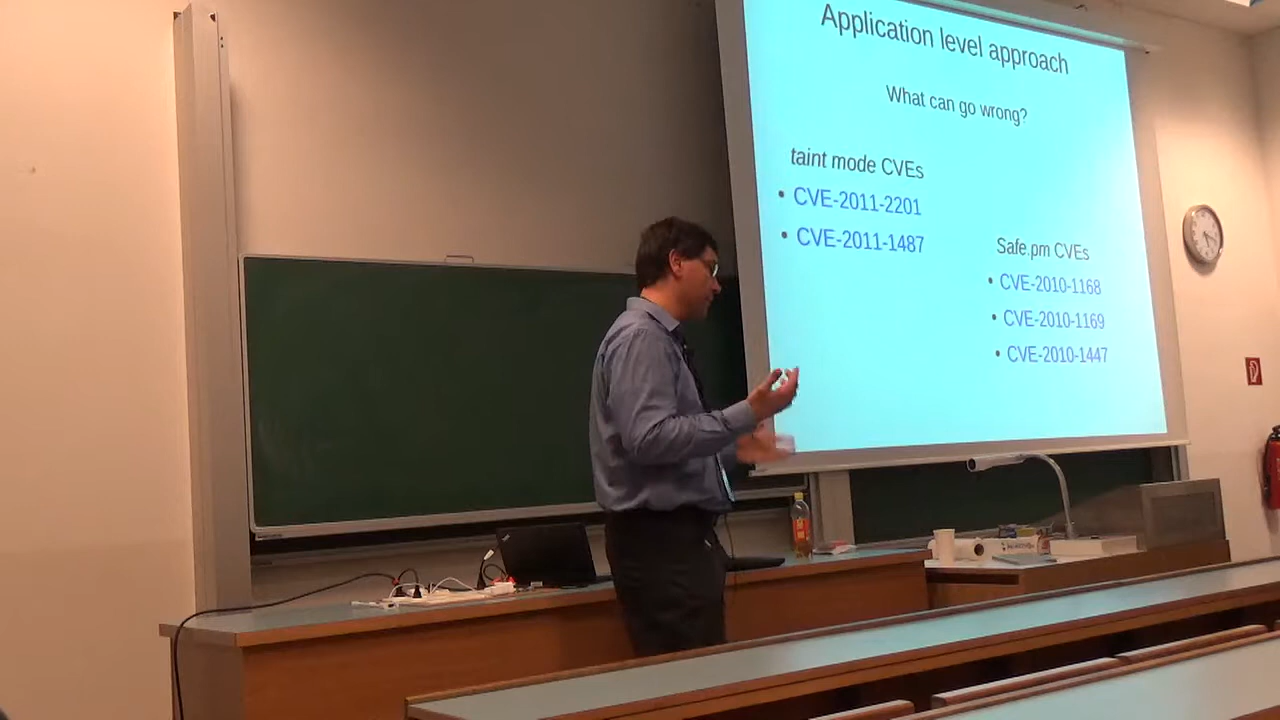 Application level approach
What can go wrong?
taint mode CVEs
• CVE-2011-2201
• CVE-2011-1487
Safe.pm CVEs
• CVE-2010-1168
• CVE-2010-1169
• CVE-2010-1447